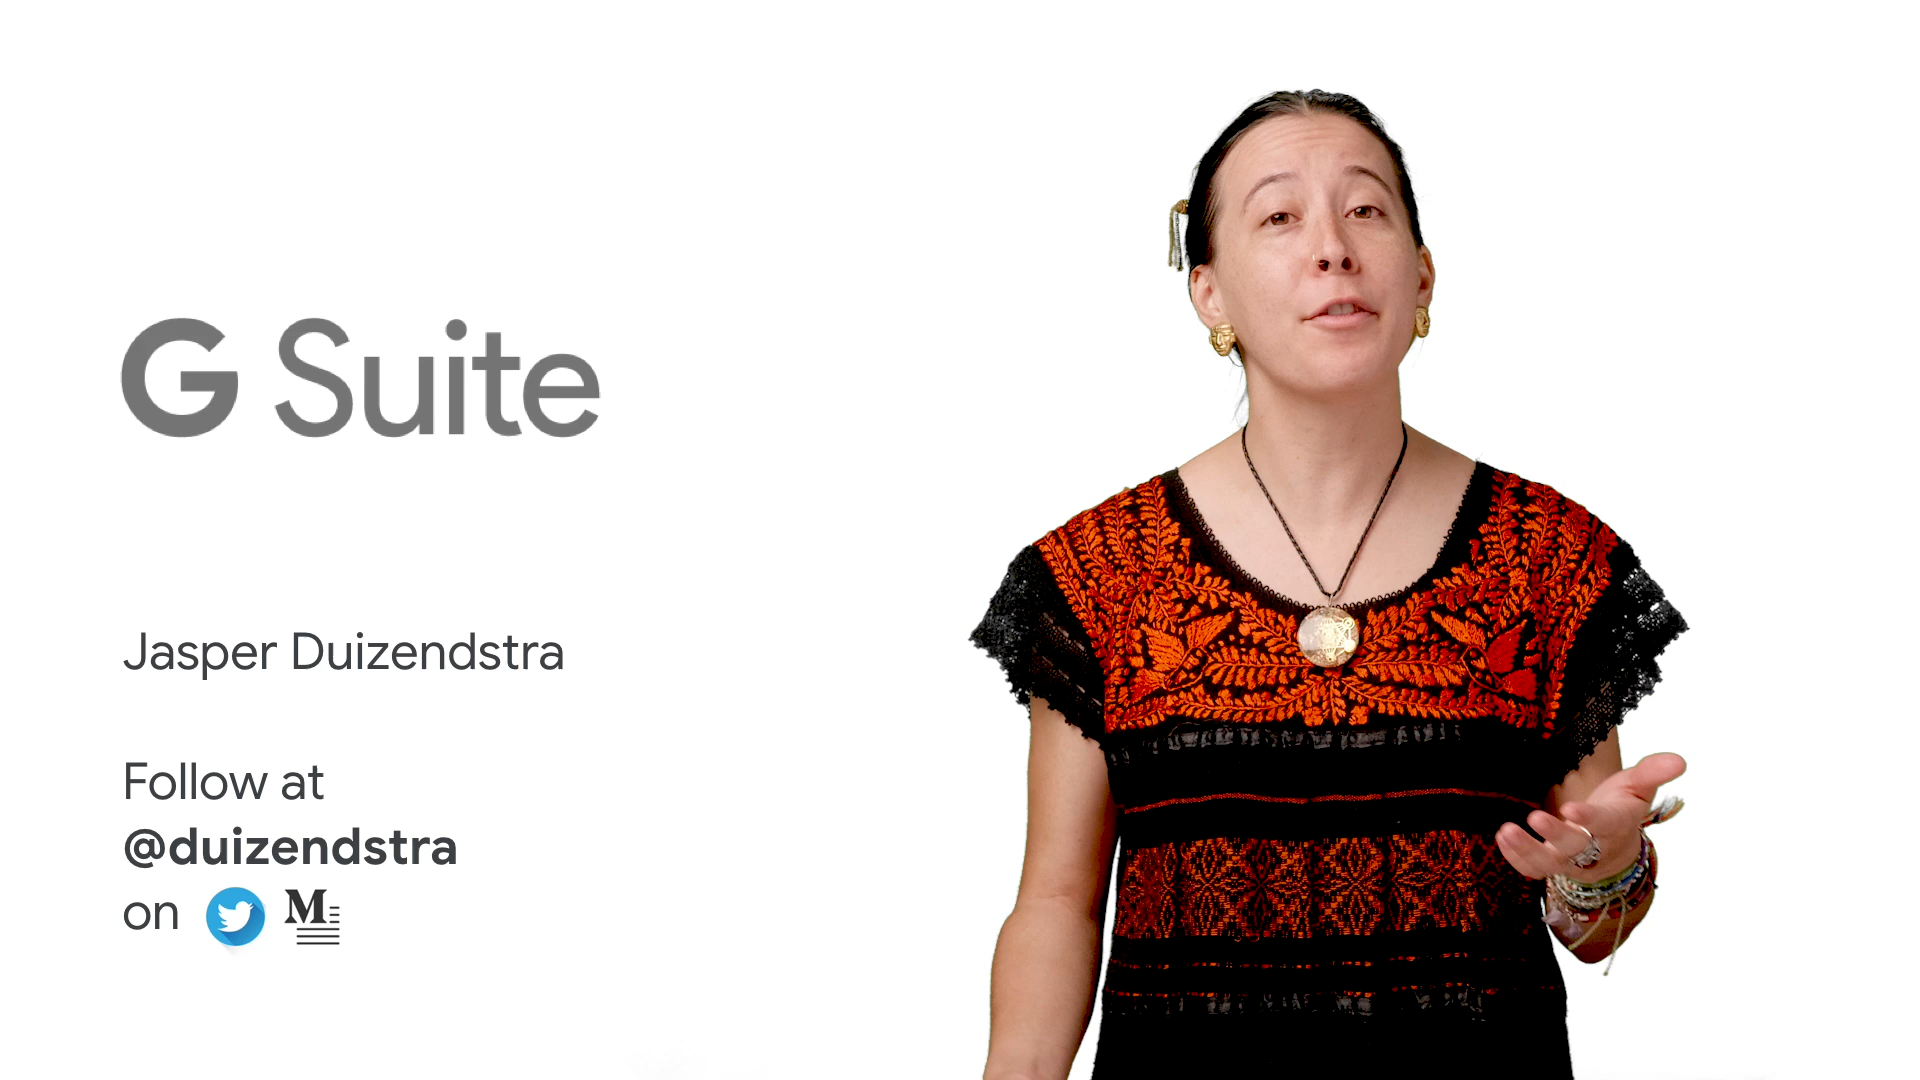 G Suite
Jasper Duizendstra
Follow at
@duizendstra
on
M